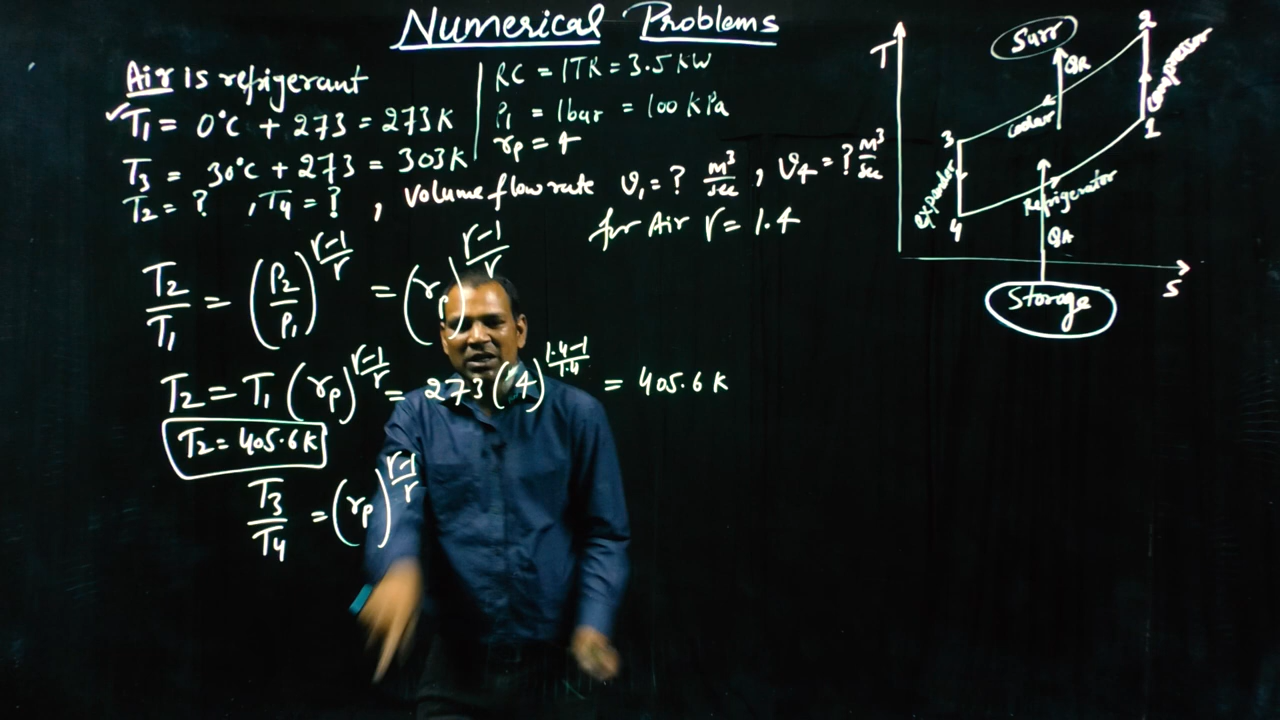 Numerical Problems
Air is refrigerant
T₁ = 0°C + 273 = 273K
T₃ = 30°C + 273 = 303K
T₂ = ? , T₄ = ? , Volume flow rate v₁ = ? m³/sec , v₄ = ? m³/sec
RC = 1TR = 3.5 KW
P₁ = 1bar = 100 kPa
rp = 4
for Air r = 1.4
T₂/T₁ = (P₂/P₁)^((r-1)/r) = (rp)^((r-1)/r)
T₂ = T₁ (rp)^((r-1)/r) = 273 (4)^((1.4-1)/1.4) = 405.6 K
T₂ = 405.6 K
T₃/T₄ = (rp)^((r-1)/r)
T
Surr
2
QR
compressor
cooler
3
1
expander
Refrigerator
4
QA
S
Storage